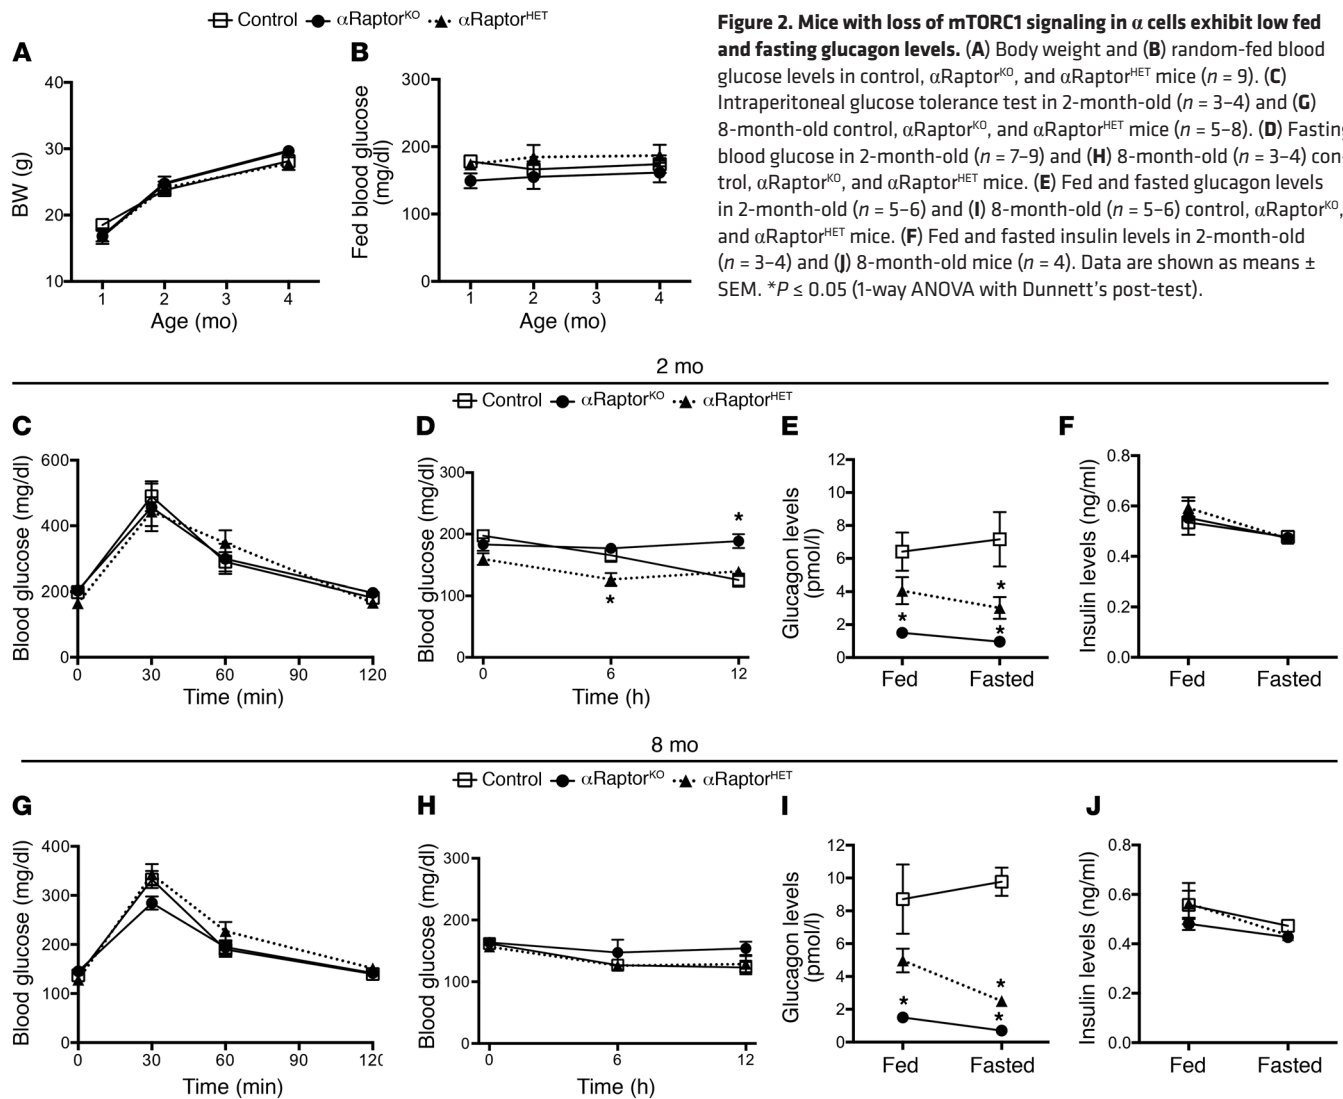 Control αRaptorKO αRaptorHET
Figure 2. Mice with loss of mTORC1 signaling in α cells exhibit low fed
and fasting glucagon levels. (A) Body weight and (B) random-fed blood
glucose levels in control, αRaptorKO, and αRaptorHET mice (n = 9). (C)
Intraperitoneal glucose tolerance test in 2-month-old (n = 3–4) and (G)
8-month-old control, αRaptorKO, and αRaptorHET mice (n = 5–8). (D) Fasting
blood glucose in 2-month-old (n = 7–9) and (H) 8-month-old (n = 3–4) con-
trol, αRaptorKO, and αRaptorHET mice. (E) Fed and fasted glucagon levels
in 2-month-old (n = 5–6) and (I) 8-month-old (n = 5–6) control, αRaptorKO,
and αRaptorHET mice. (F) Fed and fasted insulin levels in 2-month-old
(n = 3–4) and (J) 8-month-old mice (n = 4). Data are shown as means ±
SEM. *P ≤ 0.05 (1-way ANOVA with Dunnett's post-test).
A
BW (g)
40
30
20
10
1 2 3 4
Age (mo)
B
Fed blood glucose
(mg/dl)
300
200
100
0
1 2 3 4
Age (mo)
2 mo
Control αRaptorKO αRaptorHET
C
Blood glucose (mg/dl)
600
400
200
0
0 30 60 90 120
Time (min)
D
Blood glucose (mg/dl)
300
200
100
0
*
*
0 6 12
Time (h)
E
Glucagon levels
(pmol/l)
12
10
8
6
4
2
0
*
*
*
Fed Fasted
F
Insulin levels (ng/ml)
0.8
0.6
0.4
0.2
0.0
Fed Fasted
8 mo
Control αRaptorKO αRaptorHET
G
Blood glucose (mg/dl)
400
300
200
100
0
0 30 60 90 120
Time (min)
H
Blood glucose (mg/dl)
300
200
100
0
0 6 12
Time (h)
I
Glucagon levels
(pmol/l)
12
10
8
6
4
2
0
*
*
*
Fed Fasted
J
Insulin levels (ng/ml)
0.8
0.6
0.4
0.2
0.0
Fed Fasted